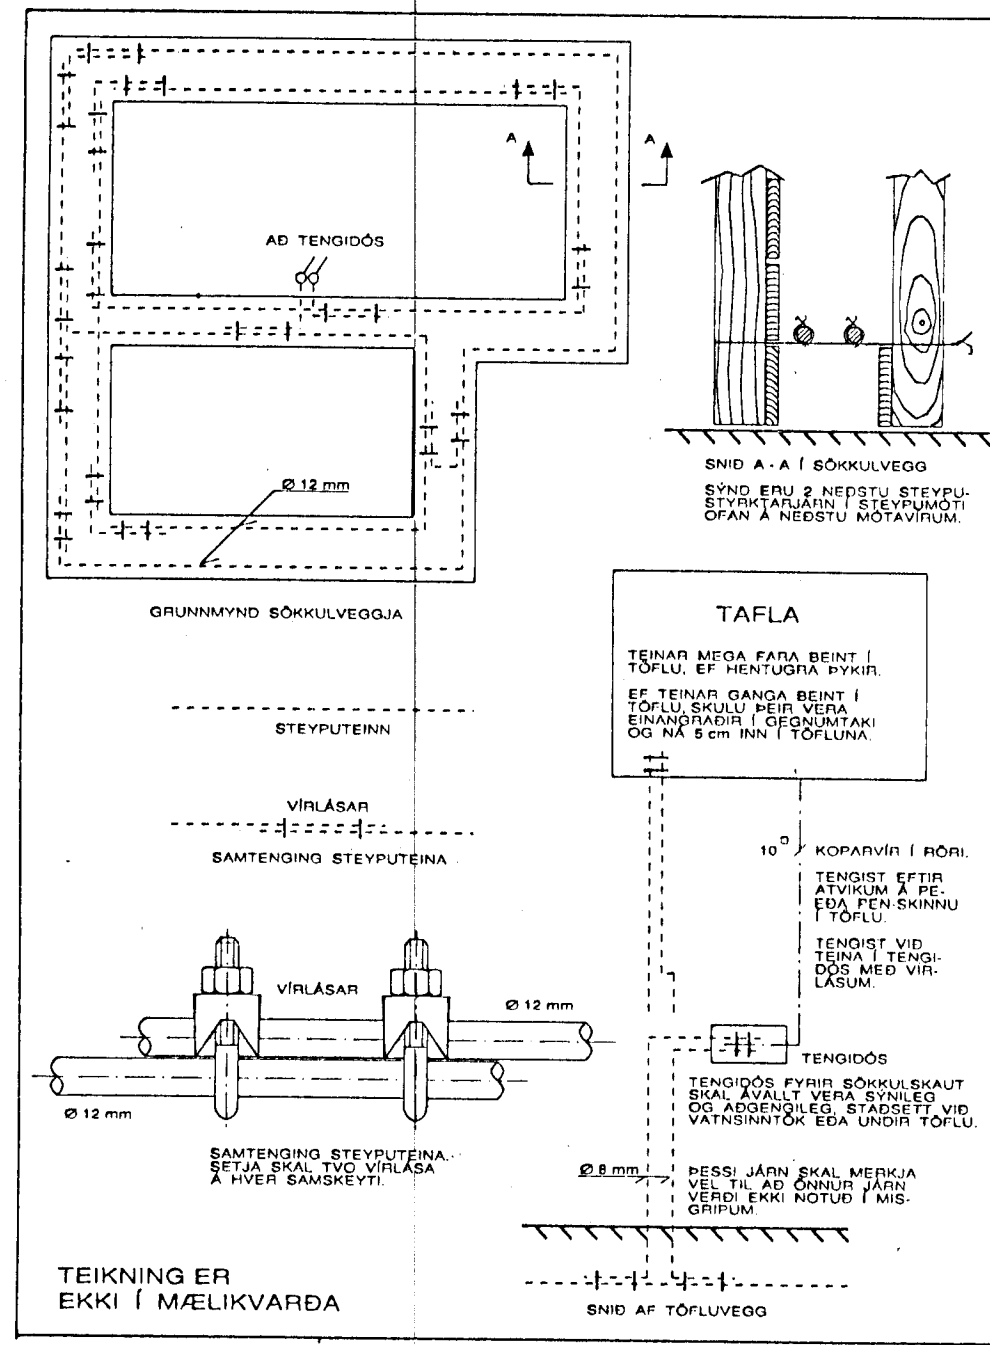 A
A
AÐ TENGIDÓS
Ø 12 mm
GRUNNMYND SÖKKULVEGGJA
SNIÐ A-A Í SÖKKULVEGG
SÝND ERU 2 NEÐSTU STEYPU-
STYRKTARJÁRN Í STEYPUMÓTI
OFAN Á NEÐSTU MÓTAVÍRUM.
STEYPUTEINN
VÍRLÁSAR
SAMTENGING STEYPUTEINA
VÍRLÁSAR
Ø 12 mm
Ø 12 mm
SAMTENGING STEYPUTEINA.
SETJA SKAL TVO VÍRLÁSA
Á HVER SAMSKEYTI.
TAFLA
TEINAR MEGA FARA BEINT Í
TÖFLU, EF HENTUGRA ÞYKIR.
EF TEINAR GANGA BEINT Í
TÖFLU, SKULU ÞEIR VERA
EINANGRAÐIR Í GEGNUMTAKI
OG NÁ 5 cm INN Í TÖFLUNA.
10 □ KOPARVÍR Í RÖRI.
TENGIST EFTIR
ATVIKUM Á PE-
EÐA PEN-SKINNU
Í TÖFLU.
TENGIST VIÐ
TEINA Í TENGI-
DÓS MEÐ VÍR-
LÁSUM.
TENGIDÓS
TENGIDÓS FYRIR SÖKKULSKAUT
SKAL ÁVALLT VERA SÝNILEG
OG AÐGENGILEG, STAÐSETT VIÐ
VATNSINNTÖK EÐA UNDIR TÖFLU.
Ø 8 mm
ÞESSI JÁRN SKAL MERKJA
VEL TIL AÐ ÖNNUR JÁRN
VERÐI EKKI NOTUÐ Í MIS-
GRIPUM.
SNIÐ AF TÖFLUVEGG
TEIKNING ER
EKKI Í MÆLIKVARÐA